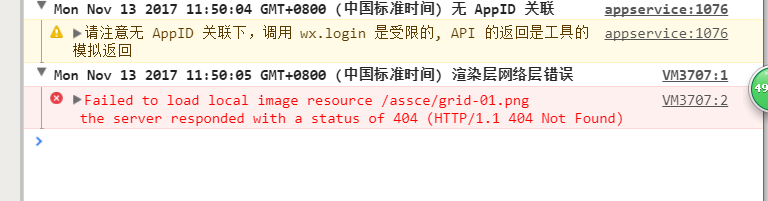 Mon Nov 13 2017 11:50:04 GMT+0800 (中国标准时间) 无 AppID 关联 appservice:1076
请注意无 AppID 关联下，调用 wx.login 是受限的, API 的返回是工具的 appservice:1076
模拟返回
Mon Nov 13 2017 11:50:05 GMT+0800 (中国标准时间) 渲染层网络层错误 VM3707:1
Failed to load local image resource /assce/grid-01.png VM3707:2
the server responded with a status of 404 (HTTP/1.1 404 Not Found)
49